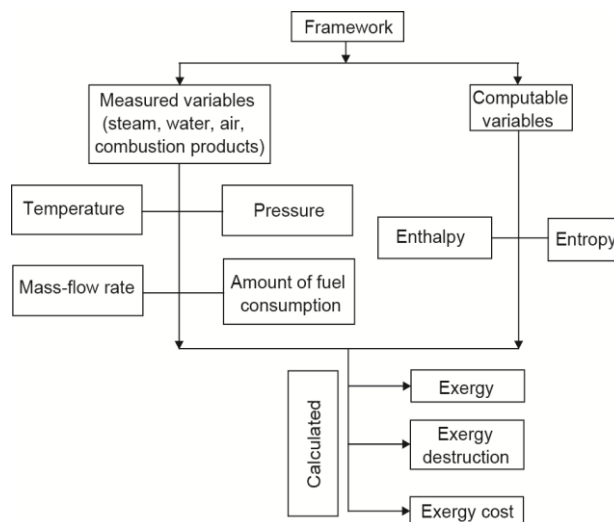 Framework
Measured variables
(steam, water, air,
combustion products)
Computable
variables
Temperature
Pressure
Enthalpy
Entropy
Mass-flow rate
Amount of fuel
consumption
Calculated
Exergy
Exergy
destruction
Exergy cost